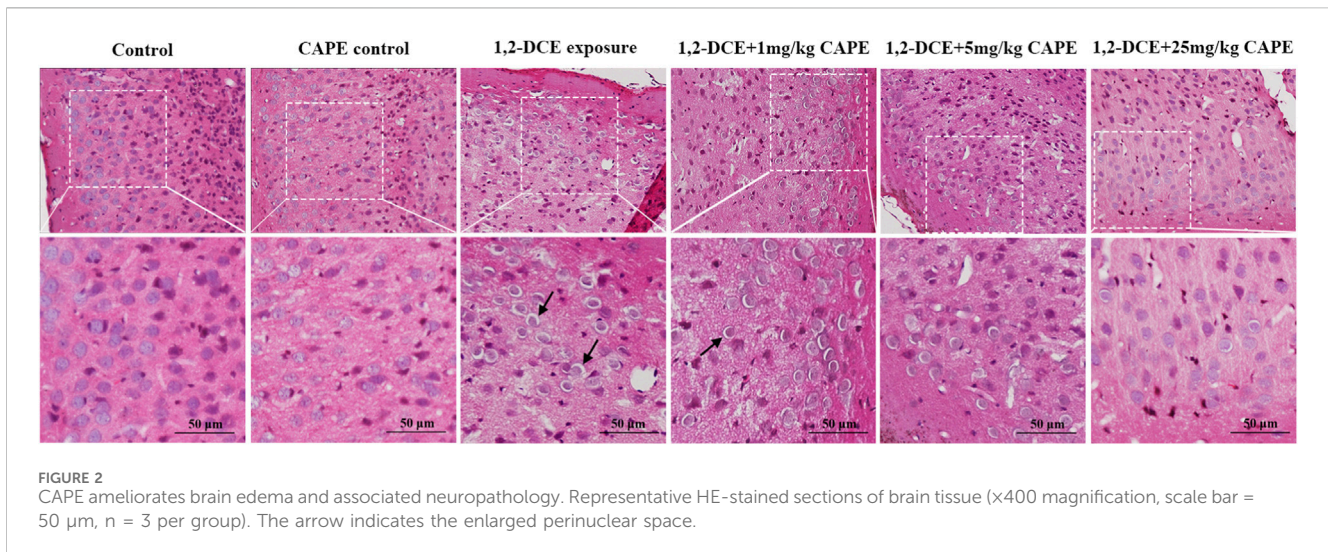 Control
CAPE control
1,2-DCE exposure
1,2-DCE+1mg/kg CAPE
1,2-DCE+5mg/kg CAPE
1,2-DCE+25mg/kg CAPE
50 µm
50 µm
50 µm
50 µm
50 µm
50 µm
FIGURE 2
CAPE ameliorates brain edema and associated neuropathology. Representative HE-stained sections of brain tissue (×400 magnification, scale bar =
50 µm, n = 3 per group). The arrow indicates the enlarged perinuclear space.